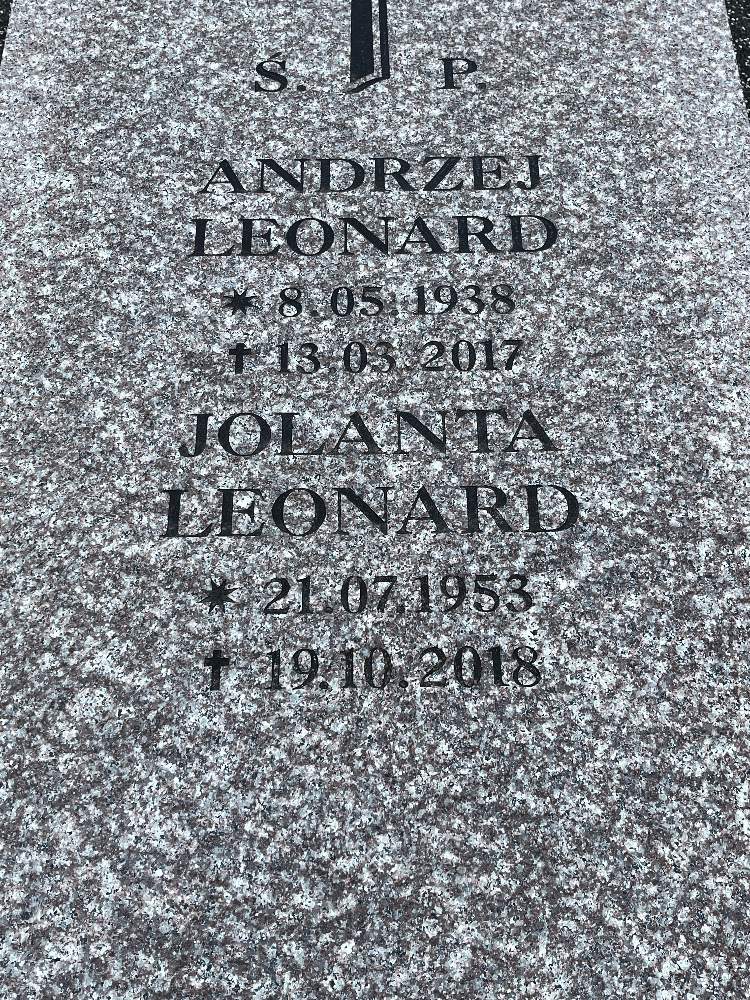 Ś. P.
ANDRZEJ
LEONARD
✶ 8.05.1938
✝ 13.03.2017
JOLANTA
LEONARD
✶ 21.07.1953
✝ 19.10.2018